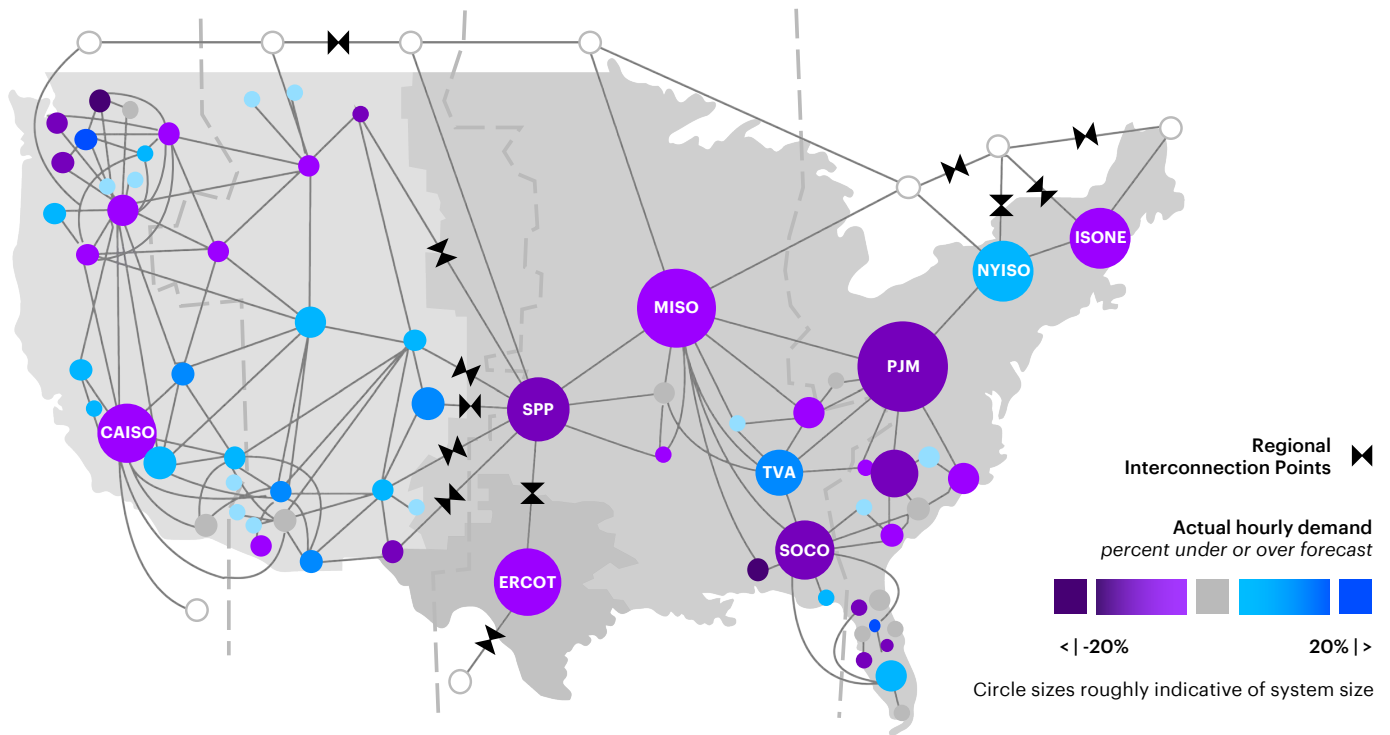 ISONE
NYISO
MISO
PJM
SPP
CAISO
TVA
SOCO
ERCOT
Regional
Interconnection Points
Actual hourly demand
percent under or over forecast
< | -20%
20% | >
Circle sizes roughly indicative of system size